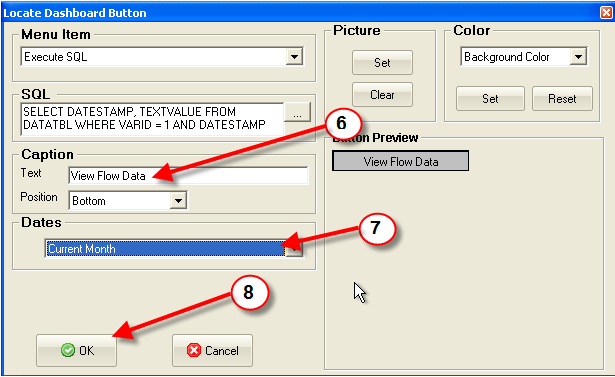 Locate Dashboard Button
Menu Item
Execute SQL
SQL
SELECT DATESTAMP, TEXTVALUE FROM
DATATBL WHERE VARID = 1 AND DATESTAMP
...
Caption
Text View Flow Data
Position Bottom
Dates
Current Month
OK
Cancel
Picture
Set
Clear
Color
Background Color
Set Reset
Button Preview
View Flow Data
6
7
8